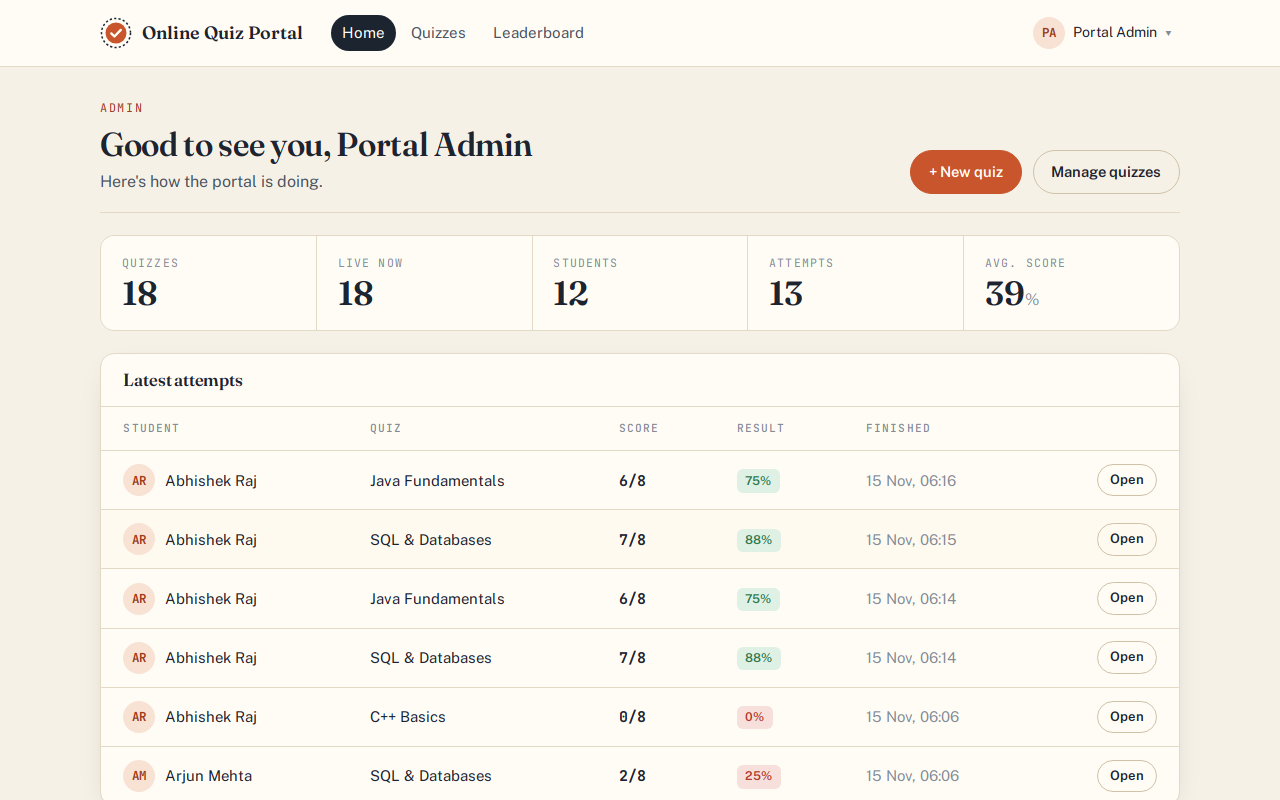 Online Quiz Portal Home Quizzes Leaderboard PA Portal Admin
ADMIN
Good to see you, Portal Admin
Here's how the portal is doing.
+ New quiz Manage quizzes
QUIZZES LIVE NOW STUDENTS ATTEMPTS AVG. SCORE
18 18 12 13 39%
Latest attempts
STUDENT QUIZ SCORE RESULT FINISHED
AR Abhishek Raj Java Fundamentals 6/8 75% 15 Nov, 06:16 Open
AR Abhishek Raj SQL & Databases 7/8 88% 15 Nov, 06:15 Open
AR Abhishek Raj Java Fundamentals 6/8 75% 15 Nov, 06:14 Open
AR Abhishek Raj SQL & Databases 7/8 88% 15 Nov, 06:14 Open
AR Abhishek Raj C++ Basics 0/8 0% 15 Nov, 06:06 Open
AM Arjun Mehta SQL & Databases 2/8 25% 15 Nov, 06:06 Open